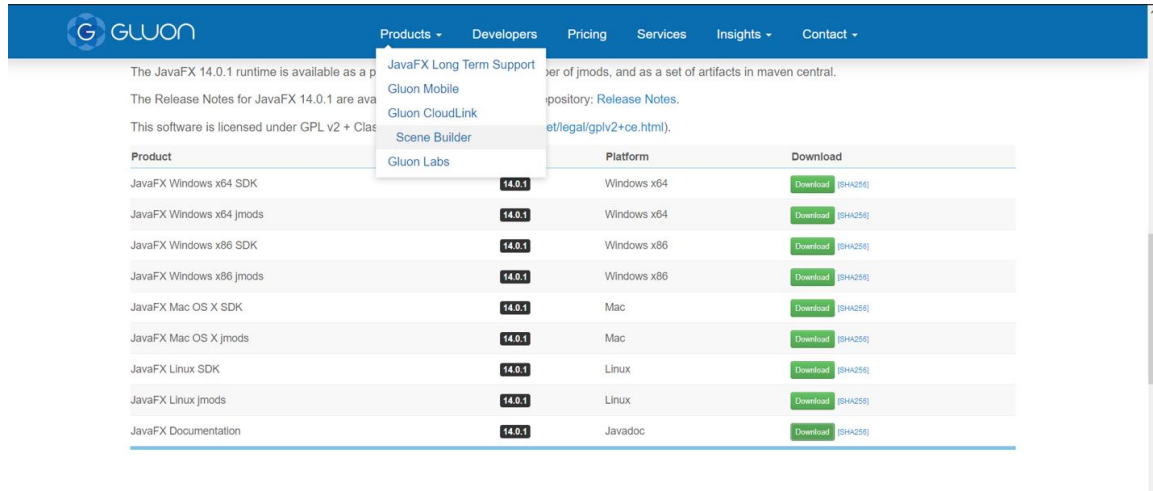 G GLUON Products Developers Pricing Services Insights Contact
JavaFX Long Term Support
Gluon Mobile
Gluon CloudLink
Scene Builder
Gluon Labs
The JavaFX 14.0.1 runtime is available as a p er of jmods, and as a set of artifacts in maven central.
The Release Notes for JavaFX 14.0.1 are ava pository: Release Notes.
This software is licensed under GPL v2 + Clas et/legal/gplv2+ce.html).
Product Platform Download
JavaFX Windows x64 SDK 14.0.1 Windows x64 Download [SHA256]
JavaFX Windows x64 jmods 14.0.1 Windows x64 Download [SHA256]
JavaFX Windows x86 SDK 14.0.1 Windows x86 Download [SHA256]
JavaFX Windows x86 jmods 14.0.1 Windows x86 Download [SHA256]
JavaFX Mac OS X SDK 14.0.1 Mac Download [SHA256]
JavaFX Mac OS X jmods 14.0.1 Mac Download [SHA256]
JavaFX Linux SDK 14.0.1 Linux Download [SHA256]
JavaFX Linux jmods 14.0.1 Linux Download [SHA256]
JavaFX Documentation 14.0.1 Javadoc Download [SHA256]